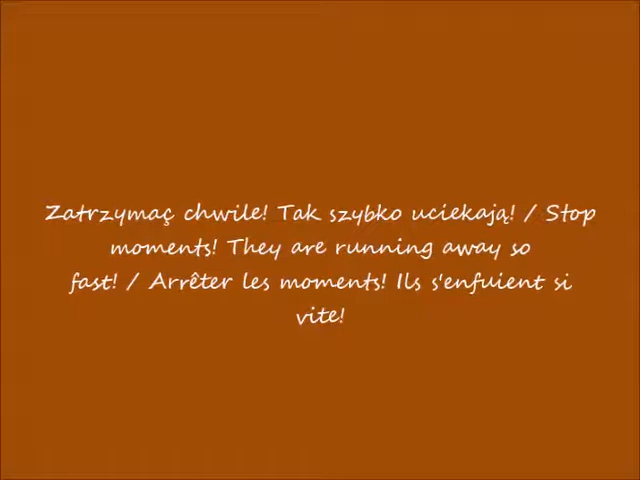 Zatrzymaç chwile! Tak szybko uciekają! / Stop
moments! They are running away so
fast! / Arrêter les moments! Ils s'enfuient si
vite!